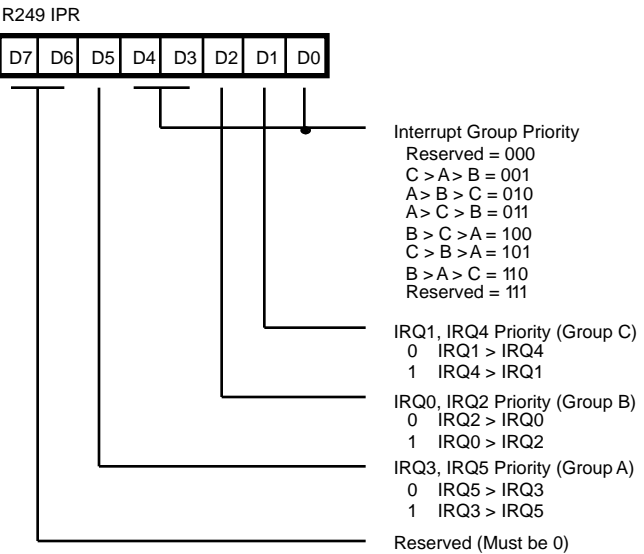 R249 IPR
D7 D6 D5 D4 D3 D2 D1 D0
Interrupt Group Priority
Reserved = 000
C > A > B = 001
A > B > C = 010
A > C > B = 011
B > C > A = 100
C > B > A = 101
B > A > C = 110
Reserved = 111
IRQ1, IRQ4 Priority (Group C)
0 IRQ1 > IRQ4
1 IRQ4 > IRQ1
IRQ0, IRQ2 Priority (Group B)
0 IRQ2 > IRQ0
1 IRQ0 > IRQ2
IRQ3, IRQ5 Priority (Group A)
0 IRQ5 > IRQ3
1 IRQ3 > IRQ5
Reserved (Must be 0)